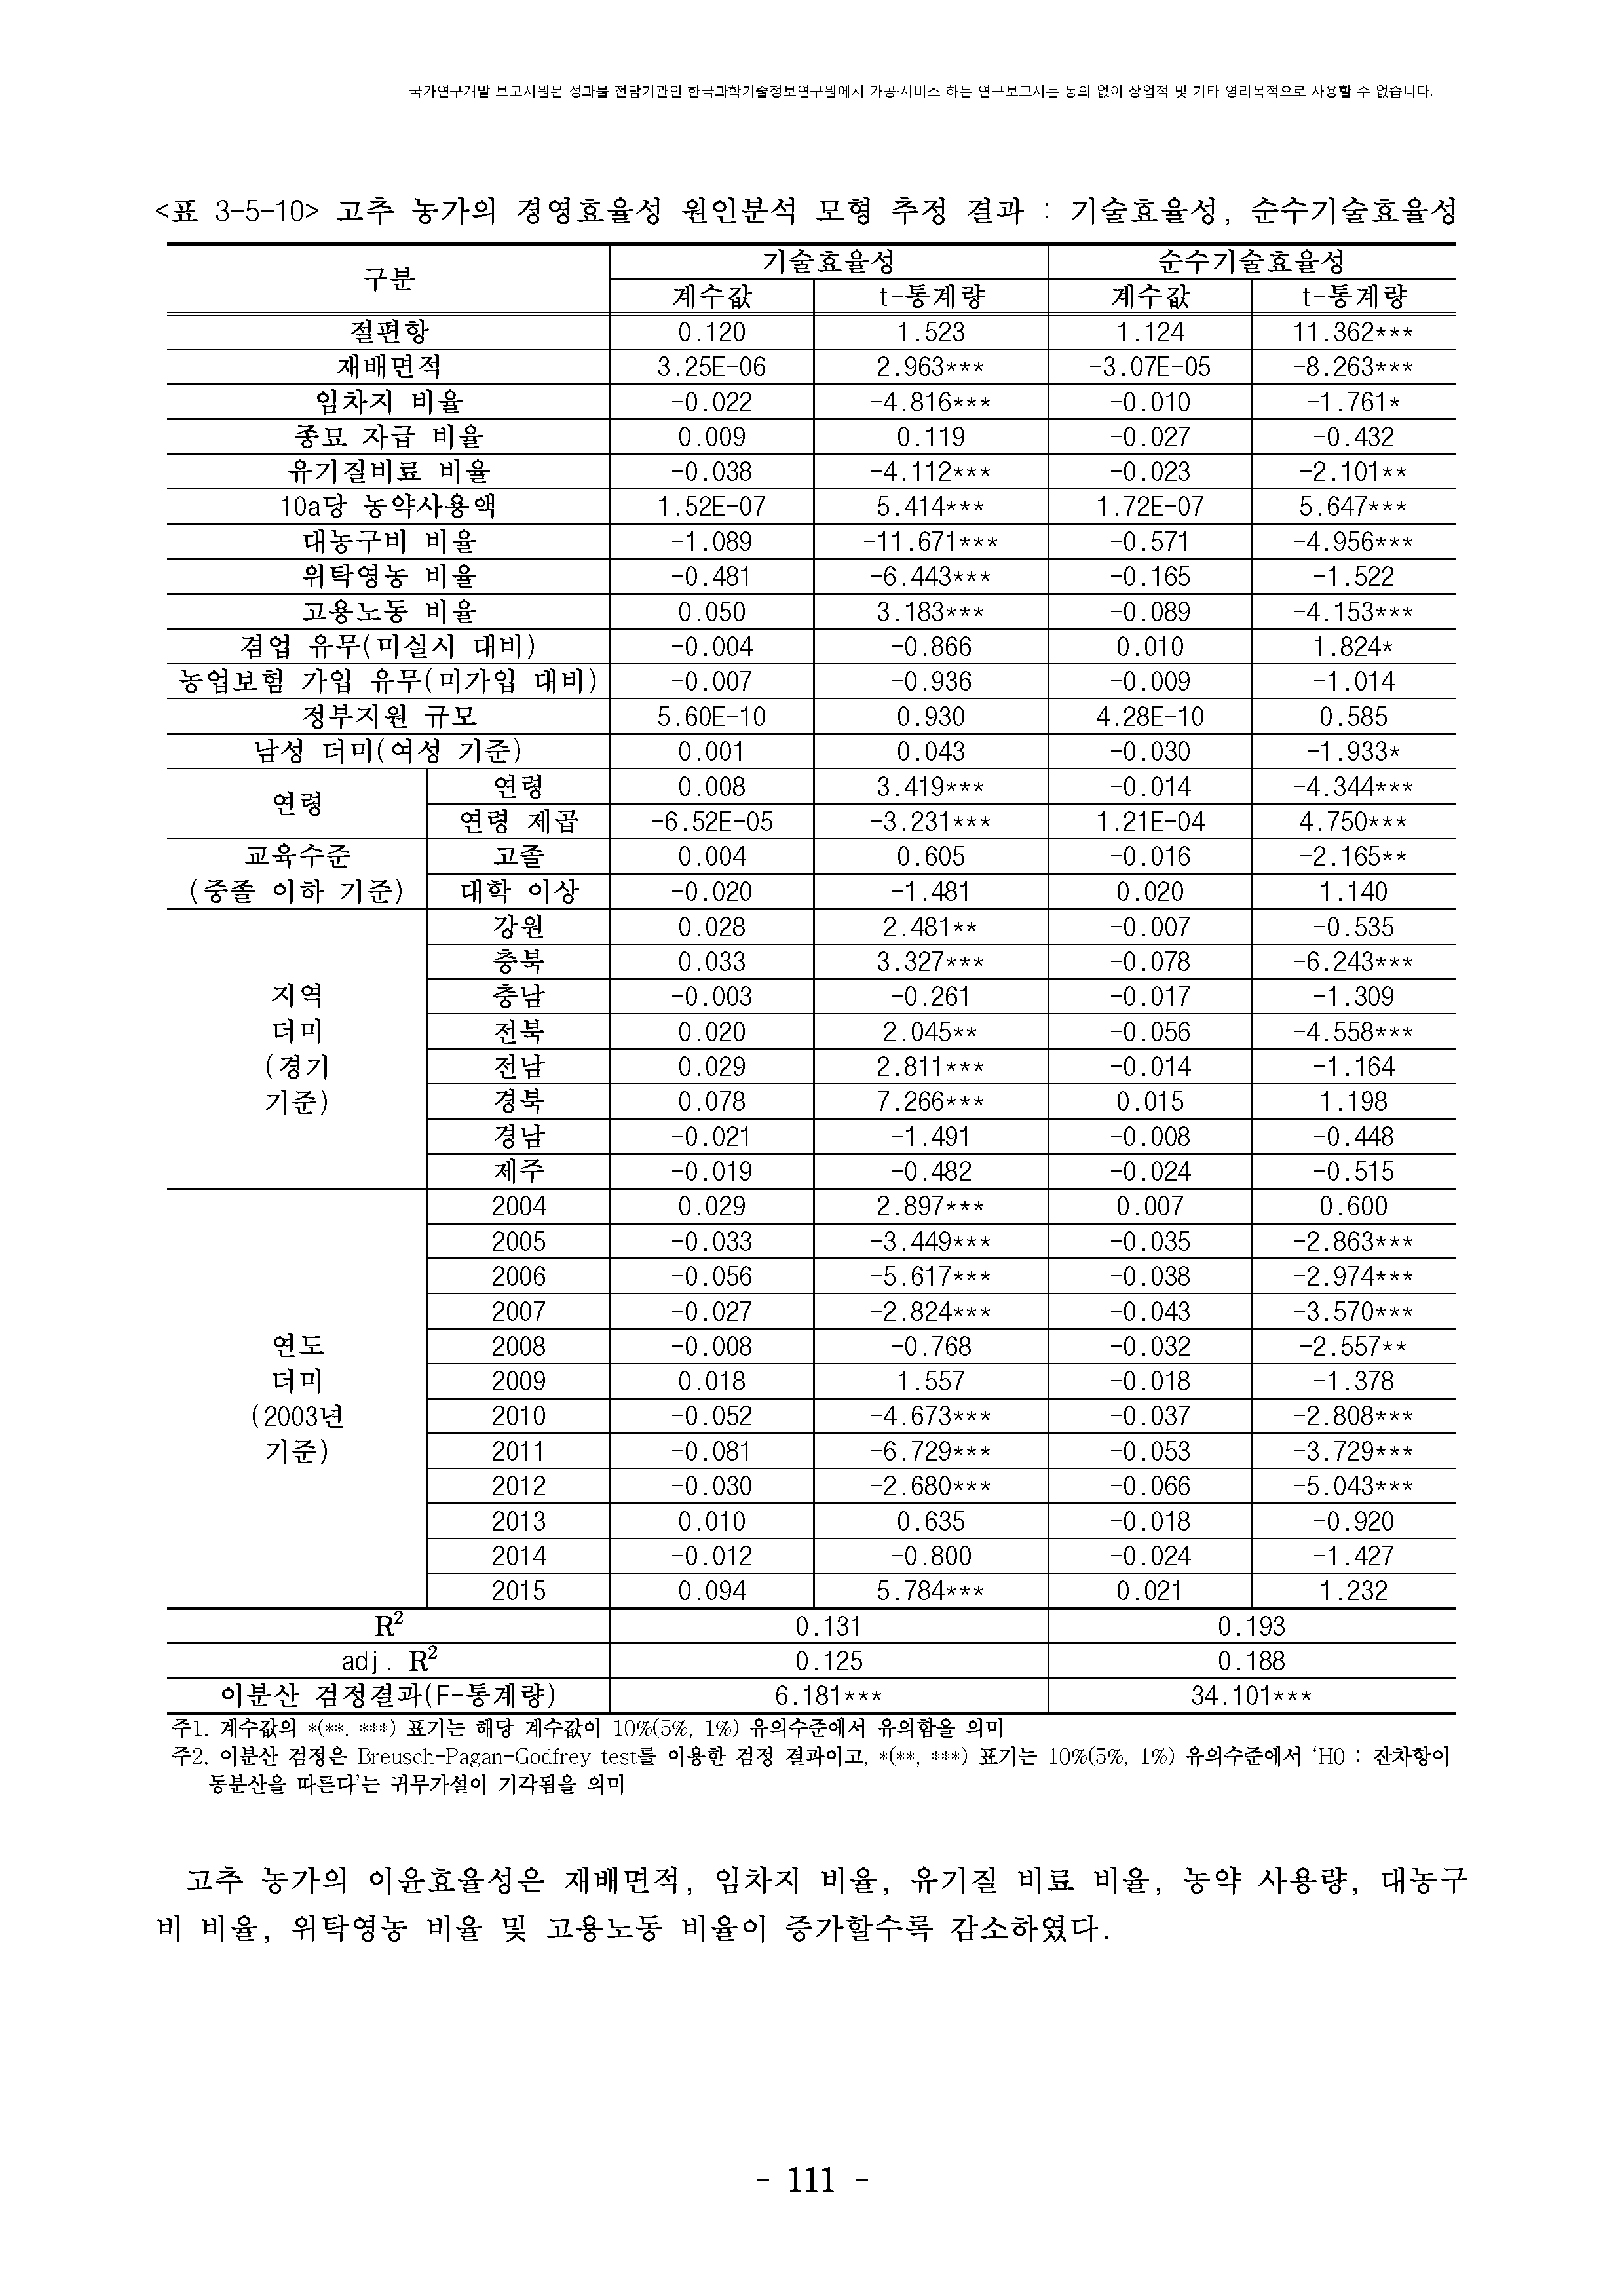 국가연구개발 보고서원문 성과물 전담기관인 한국과학기술정보연구원에서 가공·서비스 하는 연구보고서는 동의 없이 상업적 및 기타 영리목적으로 사용할 수 없습니다.
<표 3-5-10> 고추 농가의 경영효율성 원인분석 모형 추정 결과 : 기술효율성, 순수기술효율성
구분 기술효율성 순수기술효율성
계수값 t-통계량 계수값 t-통계량
절편항 0.120 1.523 1.124 11.362***
재배면적 3.25E-06 2.963*** -3.07E-05 -8.263***
임차지 비율 -0.022 -4.816*** -0.010 -1.761*
종묘 자급 비율 0.009 0.119 -0.027 -0.432
유기질비료 비율 -0.038 -4.112*** -0.023 -2.101**
10a당 농약사용액 1.52E-07 5.414*** 1.72E-07 5.647***
대농구비 비율 -1.089 -11.671*** -0.571 -4.956***
위탁영농 비율 -0.481 -6.443*** -0.165 -1.522
고용노동 비율 0.050 3.183*** -0.089 -4.153***
겸업 유무(미실시 대비) -0.004 -0.866 0.010 1.824*
농업보험 가입 유무(미가입 대비) -0.007 -0.936 -0.009 -1.014
정부지원 규모 5.60E-10 0.930 4.28E-10 0.585
남성 더미(여성 기준) 0.001 0.043 -0.030 -1.933*
연령 연령 0.008 3.419*** -0.014 -4.344***
연령 제곱 -6.52E-05 -3.231*** 1.21E-04 4.750***
교육수준 고졸 0.004 0.605 -0.016 -2.165**
(중졸 이하 기준) 대학 이상 -0.020 -1.481 0.020 1.140
강원 0.028 2.481** -0.007 -0.535
충북 0.033 3.327*** -0.078 -6.243***
지역 충남 -0.003 -0.261 -0.017 -1.309
더미 전북 0.020 2.045** -0.056 -4.558***
(경기 전남 0.029 2.811*** -0.014 -1.164
기준) 경북 0.078 7.266*** 0.015 1.198
경남 -0.021 -1.491 -0.008 -0.448
제주 -0.019 -0.482 -0.024 -0.515
2004 0.029 2.897*** 0.007 0.600
2005 -0.033 -3.449*** -0.035 -2.863***
2006 -0.056 -5.617*** -0.038 -2.974***
2007 -0.027 -2.824*** -0.043 -3.570***
연도 2008 -0.008 -0.768 -0.032 -2.557**
더미 2009 0.018 1.557 -0.018 -1.378
(2003년 2010 -0.052 -4.673*** -0.037 -2.808***
기준) 2011 -0.081 -6.729*** -0.053 -3.729***
2012 -0.030 -2.680*** -0.066 -5.043***
2013 0.010 0.635 -0.018 -0.920
2014 -0.012 -0.800 -0.024 -1.427
2015 0.094 5.784*** 0.021 1.232
R² 0.131 0.193
adj. R² 0.125 0.188
이분산 검정결과(F-통계량) 6.181*** 34.101***
주1. 계수값의 *(**, ***) 표기는 해당 계수값이 10%(5%, 1%) 유의수준에서 유의함을 의미
주2. 이분산 검정은 Breusch-Pagan-Godfrey test를 이용한 검정 결과이고, *(**, ***) 표기는 10%(5%, 1%) 유의수준에서 ‘H0 : 잔차항이
동분산을 따른다’는 귀무가설이 기각됨을 의미
고추 농가의 이윤효율성은 재배면적, 임차지 비율, 유기질 비료 비율, 농약 사용량, 대농구
비 비율, 위탁영농 비율 및 고용노동 비율이 증가할수록 감소하였다.
- 111 -